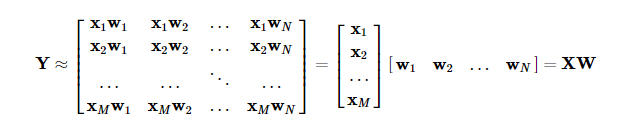 Y ≈ [ x₁w₁ x₁w₂ … x₁w_N ; x₂w₁ x₂w₂ … x₂w_N ; ⋱ ; … … … ; x_Mw₁ x_Mw₂ … x_Mw_N ] = [ x₁ ; x₂ ; … ; x_M ] [ w₁ w₂ … w_N ] = XW